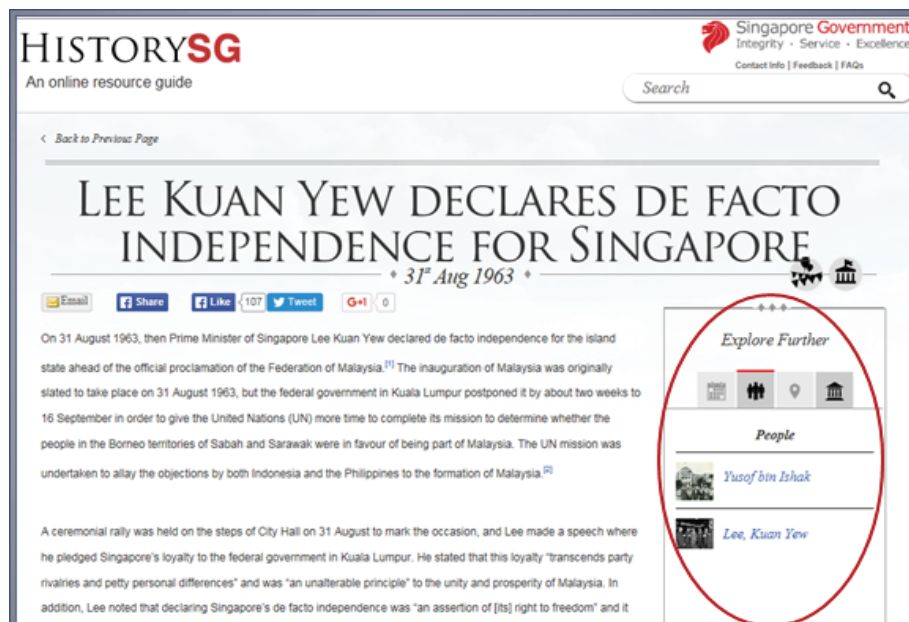 HISTORYSG
An online resource guide
Singapore Government
Integrity · Service · Excellence
Contact Info | Feedback | FAQs
Search
‹ Back to Previous Page
LEE KUAN YEW DECLARES DE FACTO
INDEPENDENCE FOR SINGAPORE
31st Aug 1963
Email
Share
Like
107
Tweet
G+1
0
On 31 August 1963, then Prime Minister of Singapore Lee Kuan Yew declared de facto independence for the island
state ahead of the official proclamation of the Federation of Malaysia.[1] The inauguration of Malaysia was originally
slated to take place on 31 August 1963, but the federal government in Kuala Lumpur postponed it by about two weeks to
16 September in order to give the United Nations (UN) more time to complete its mission to determine whether the
people in the Borneo territories of Sabah and Sarawak were in favour of being part of Malaysia. The UN mission was
undertaken to allay the objections by both Indonesia and the Philippines to the formation of Malaysia.[2]
A ceremonial rally was held on the steps of City Hall on 31 August to mark the occasion, and Lee made a speech where
he pledged Singapore's loyalty to the federal government in Kuala Lumpur. He stated that this loyalty "transcends party
rivalries and petty personal differences" and was "an unalterable principle" to the unity and prosperity of Malaysia. In
addition, Lee noted that declaring Singapore's de facto independence was "an assertion of [its] right to freedom" and it
Explore Further
People
Yusof bin Ishak
Lee, Kuan Yew